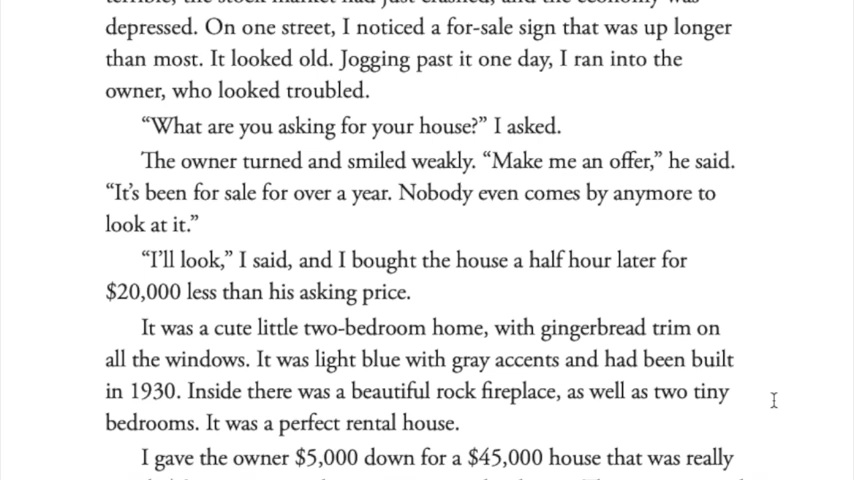 depressed. On one street, I noticed a for-sale sign that was up longer
than most. It looked old. Jogging past it one day, I ran into the
owner, who looked troubled.
“What are you asking for your house?” I asked.
The owner turned and smiled weakly. “Make me an offer,” he said.
“It’s been for sale for over a year. Nobody even comes by anymore to
look at it.”
“I’ll look,” I said, and I bought the house a half hour later for
$20,000 less than his asking price.
It was a cute little two-bedroom home, with gingerbread trim on
all the windows. It was light blue with gray accents and had been built
in 1930. Inside there was a beautiful rock fireplace, as well as two tiny
bedrooms. It was a perfect rental house.
I gave the owner $5,000 down for a $45,000 house that was really